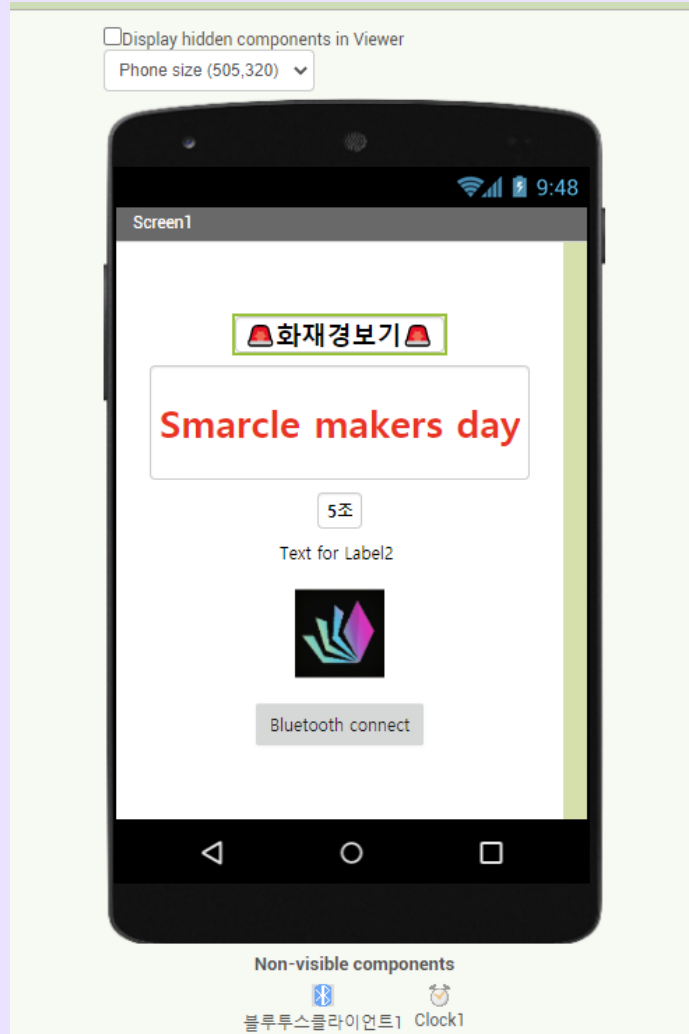 Display hidden components in Viewer
Phone size (505,320)
9:48
Screen1
🚨화재경보기🚨
Smarcle makers day
5조
Text for Label2
Bluetooth connect
Non-visible components
블루투스클라이언트1 Clock1